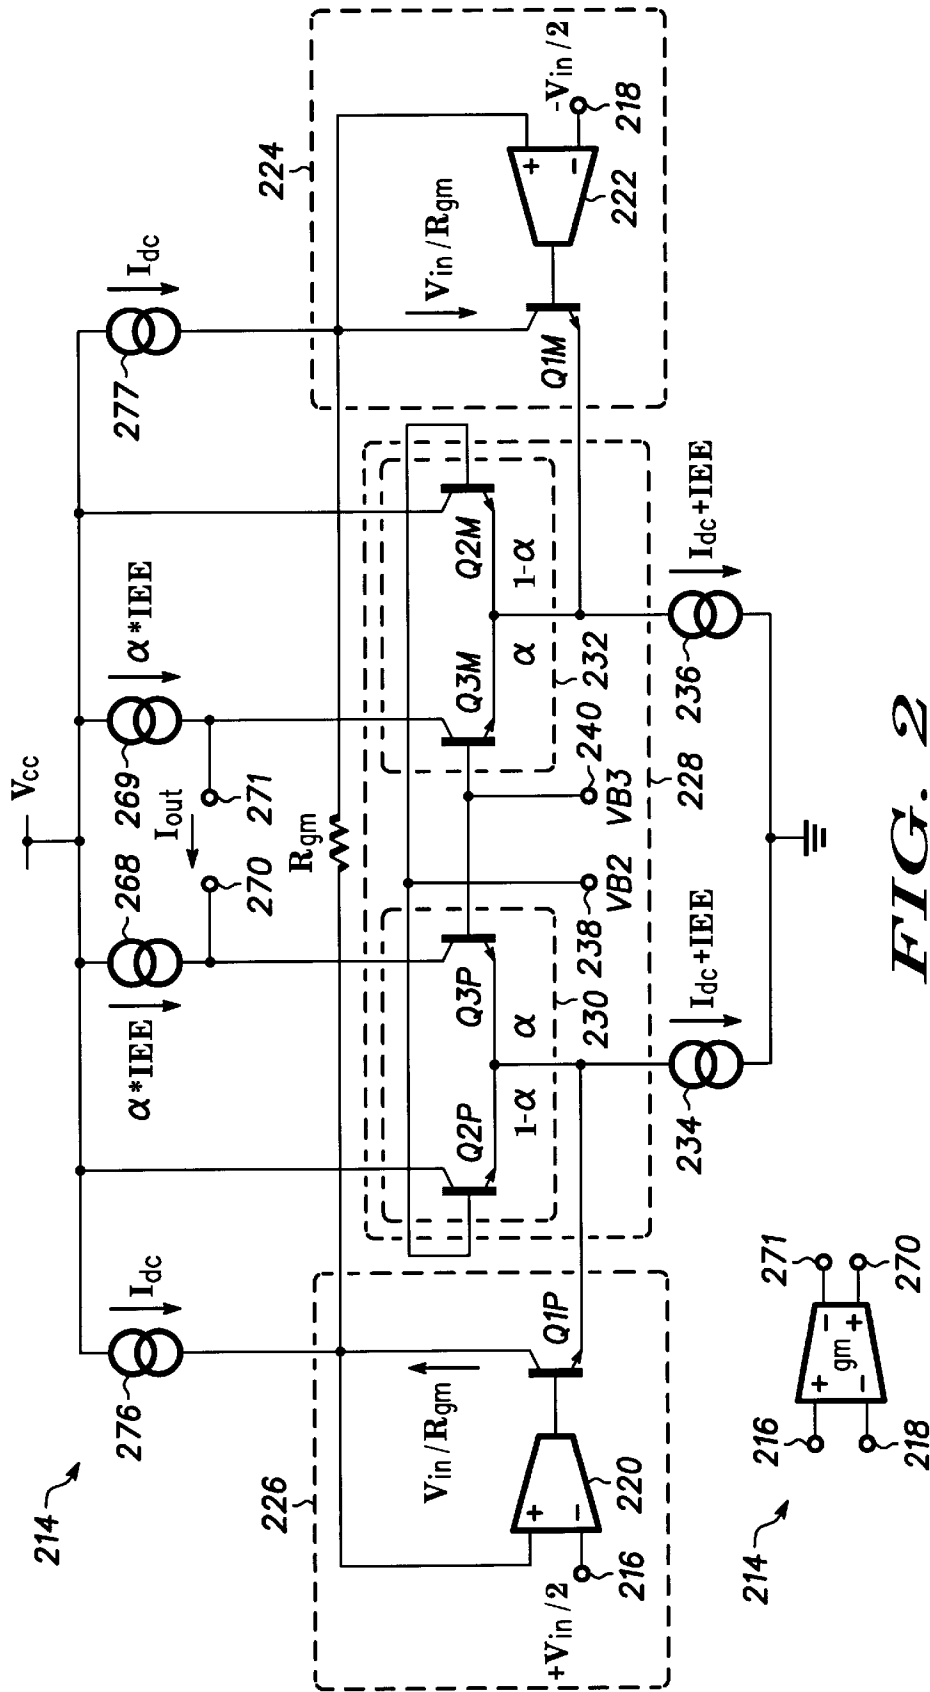 Vcc
214
276
Idc
α*IEE
268
269
α*IEE
277
Idc
Iout
270
271
Rgm
226
224
Vin/Rgm
Vin/Rgm
+Vin/2
216
220
+
−
Q1P
Q2P
Q3P
1-α
α
230
238
VB2
240
VB3
Q3M
Q2M
α
1-α
232
228
Q1M
+
−
222
-Vin/2
218
234
Idc+IEE
236
Idc+IEE
214
216
218
+
−
gm
−
+
271
270
FIG. 2